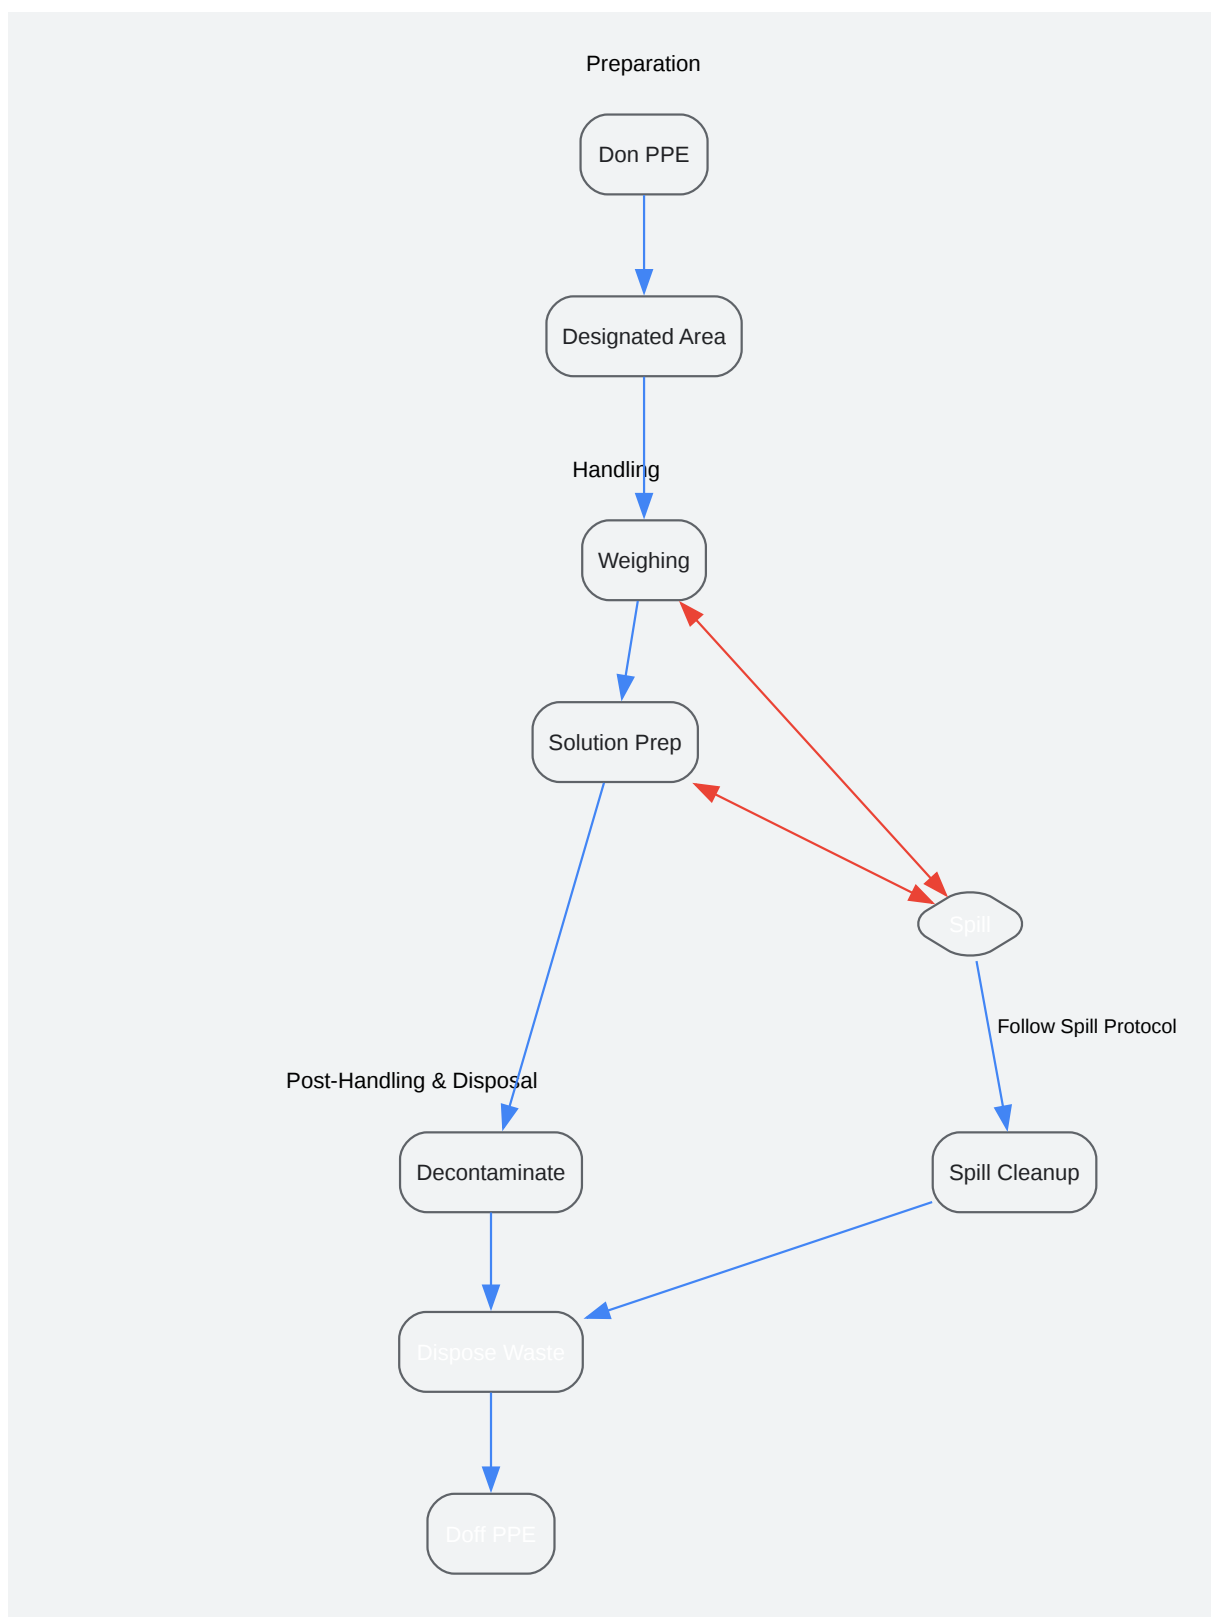 Preparation
Don PPE
Designated Area
Handling
Weighing
Solution Prep
Spill
Follow Spill Protocol
Post-Handling & Disposal
Decontaminate
Spill Cleanup
Dispose Waste
Doff PPE